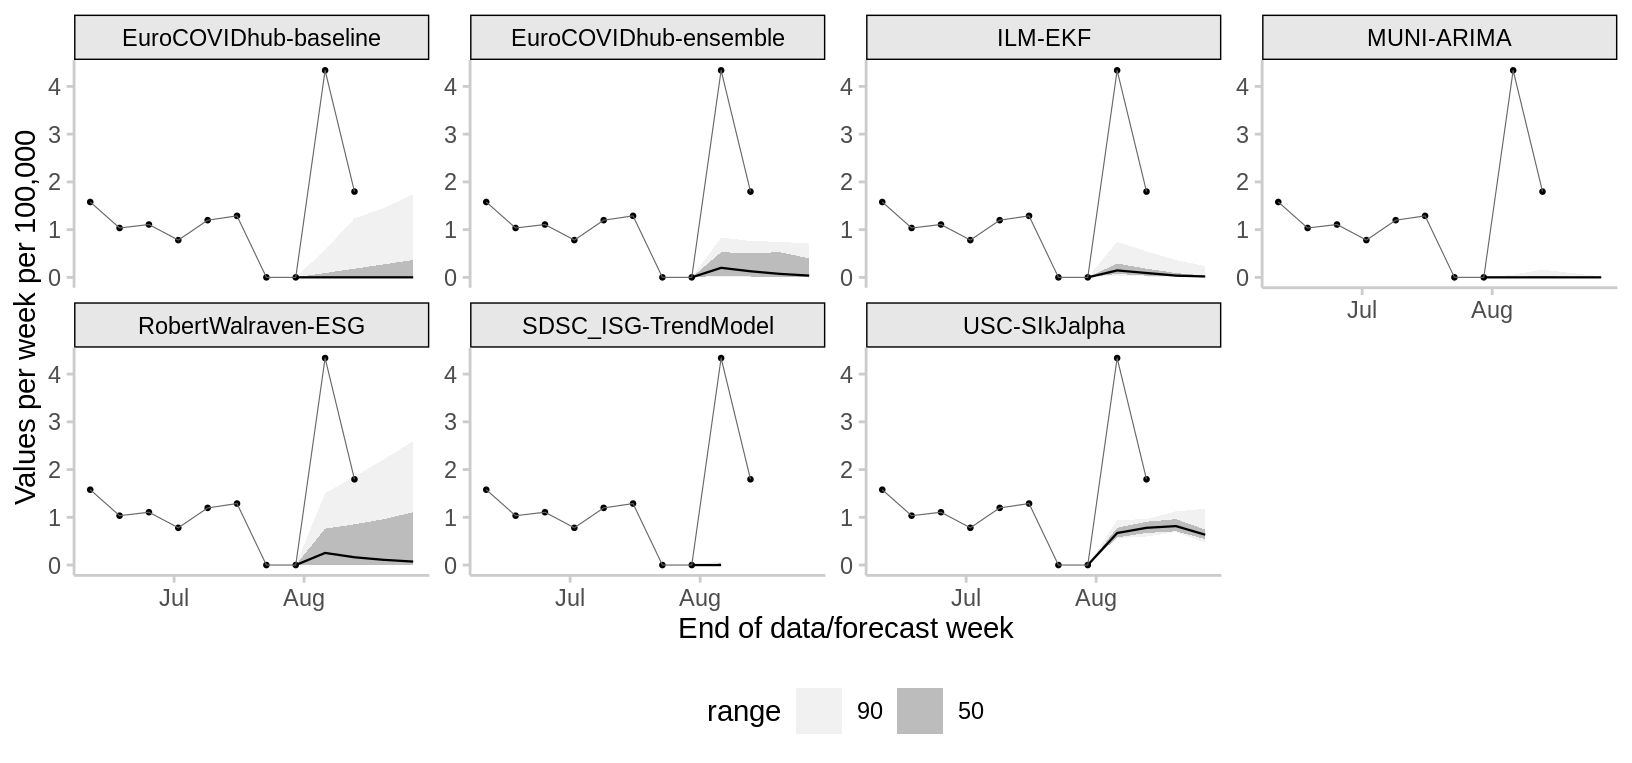 EuroCOVIDhub-baseline
EuroCOVIDhub-ensemble
ILM-EKF
MUNI-ARIMA
4
3
2
1
0
4
3
2
1
0
4
3
2
1
0
4
3
2
1
0
Jul
Aug
Values per week per 100,000
RobertWalraven-ESG
SDSC_ISG-TrendModel
USC-SIkJalpha
4
3
2
1
0
4
3
2
1
0
4
3
2
1
0
Jul
Aug
Jul
Aug
Jul
Aug
End of data/forecast week
range 90 50